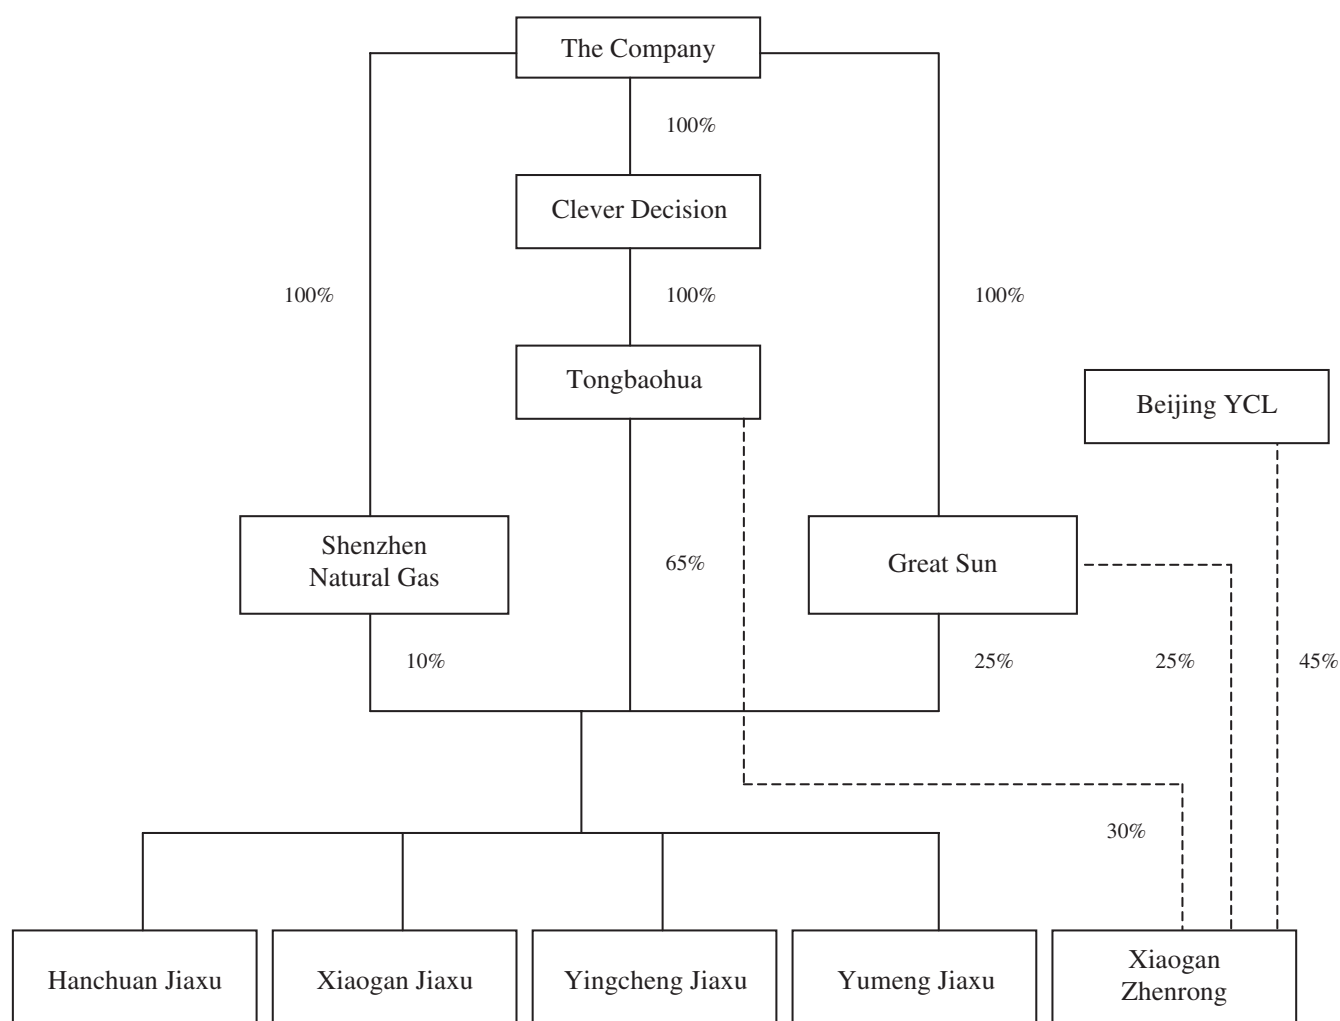 The Company
100%
Clever Decision
100%
100%
100%
Tongbaohua
Beijing YCL
Shenzhen
Natural Gas
65%
Great Sun
10%
25%
25%
45%
30%
Hanchuan Jiaxu
Xiaogan Jiaxu
Yingcheng Jiaxu
Yumeng Jiaxu
Xiaogan
Zhenrong